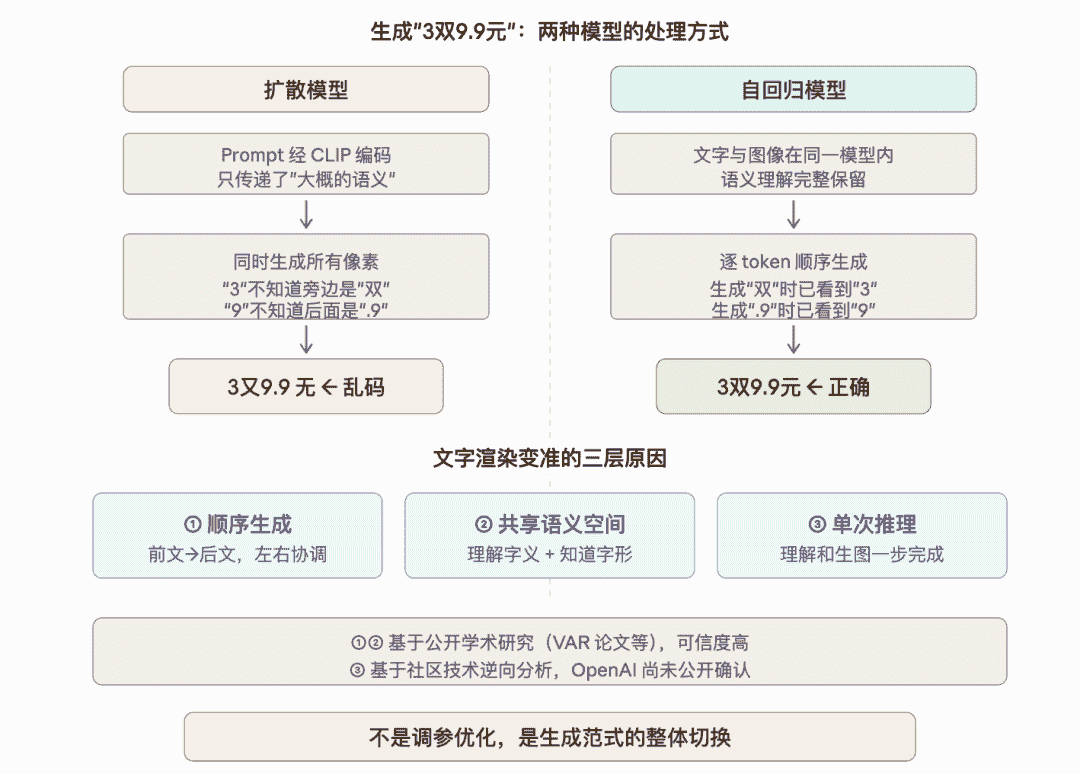 生成"3双9.9元"：两种模型的处理方式
扩散模型
自回归模型
Prompt 经 CLIP 编码
只传递了"大概的语义"
文字与图像在同一模型内
语义理解完整保留
同时生成所有像素
"3"不知道旁边是"双"
"9"不知道后面是".9"
逐 token 顺序生成
生成"双"时已看到"3"
生成".9"时已看到"9"
3又9.9 无 ← 乱码
3双9.9元 ← 正确
文字渲染变准的三层原因
① 顺序生成
前文→后文，左右协调
② 共享语义空间
理解字义 + 知道字形
③ 单次推理
理解和生图一步完成
①② 基于公开学术研究（VAR 论文等），可信度高
③ 基于社区技术逆向分析，OpenAI 尚未公开确认
不是调参优化，是生成范式的整体切换